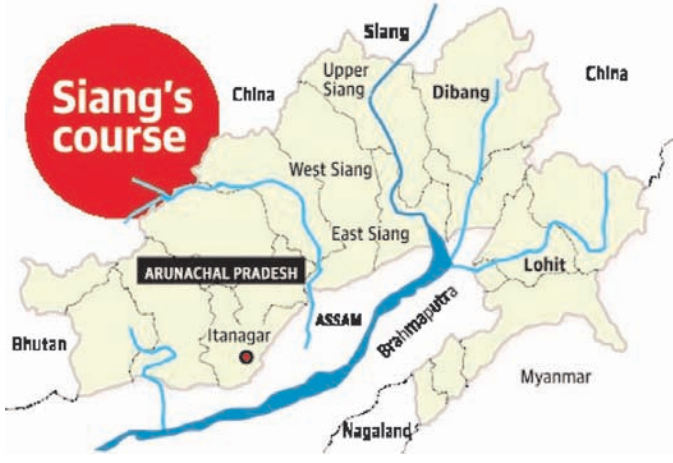 Siang's
course
Siang
Upper
Siang
Dibang
China
China
West Siang
East Siang
ARUNACHAL PRADESH
Lohit
ASSAM
Brahmaputra
Itanagar
Bhutan
Myanmar
Nagaland